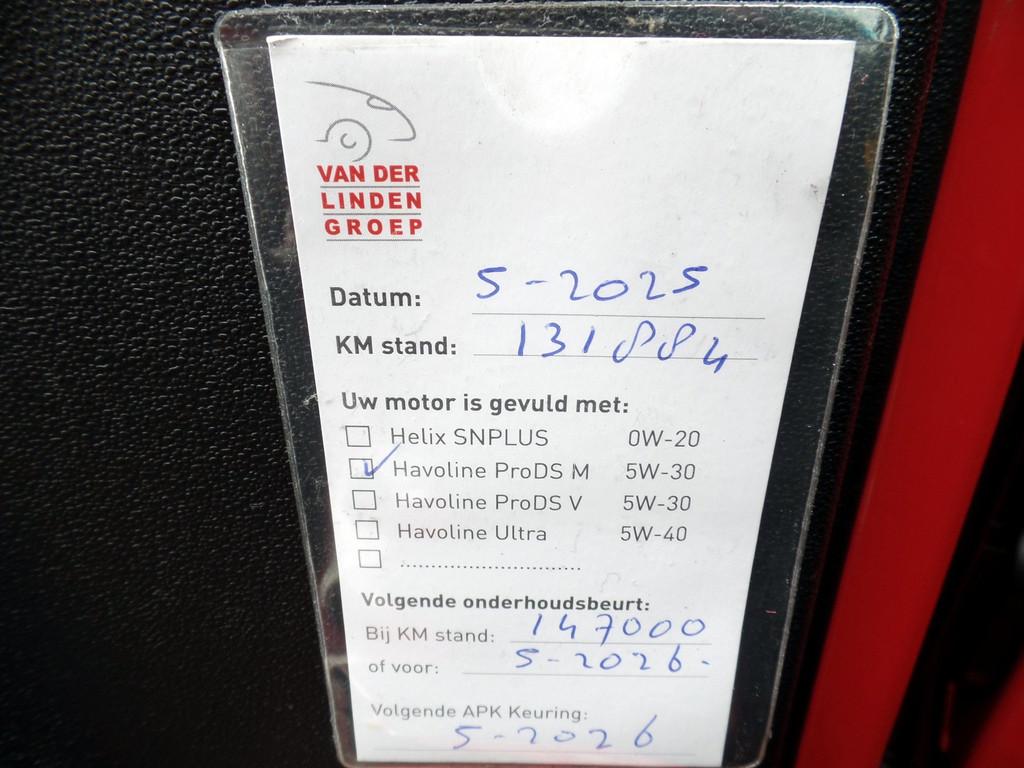 VAN DER
LINDEN
GROEP
Datum: 5-2025
KM stand: 131884
Uw motor is gevuld met:
Helix SNPLUS 0W-20
Havoline ProDS M 5W-30
Havoline ProDS V 5W-30
Havoline Ultra 5W-40
..............................
Volgende onderhoudsbeurt:
Bij KM stand: 147000
of voor: 5-2026.
Volgende APK Keuring:
5-2026